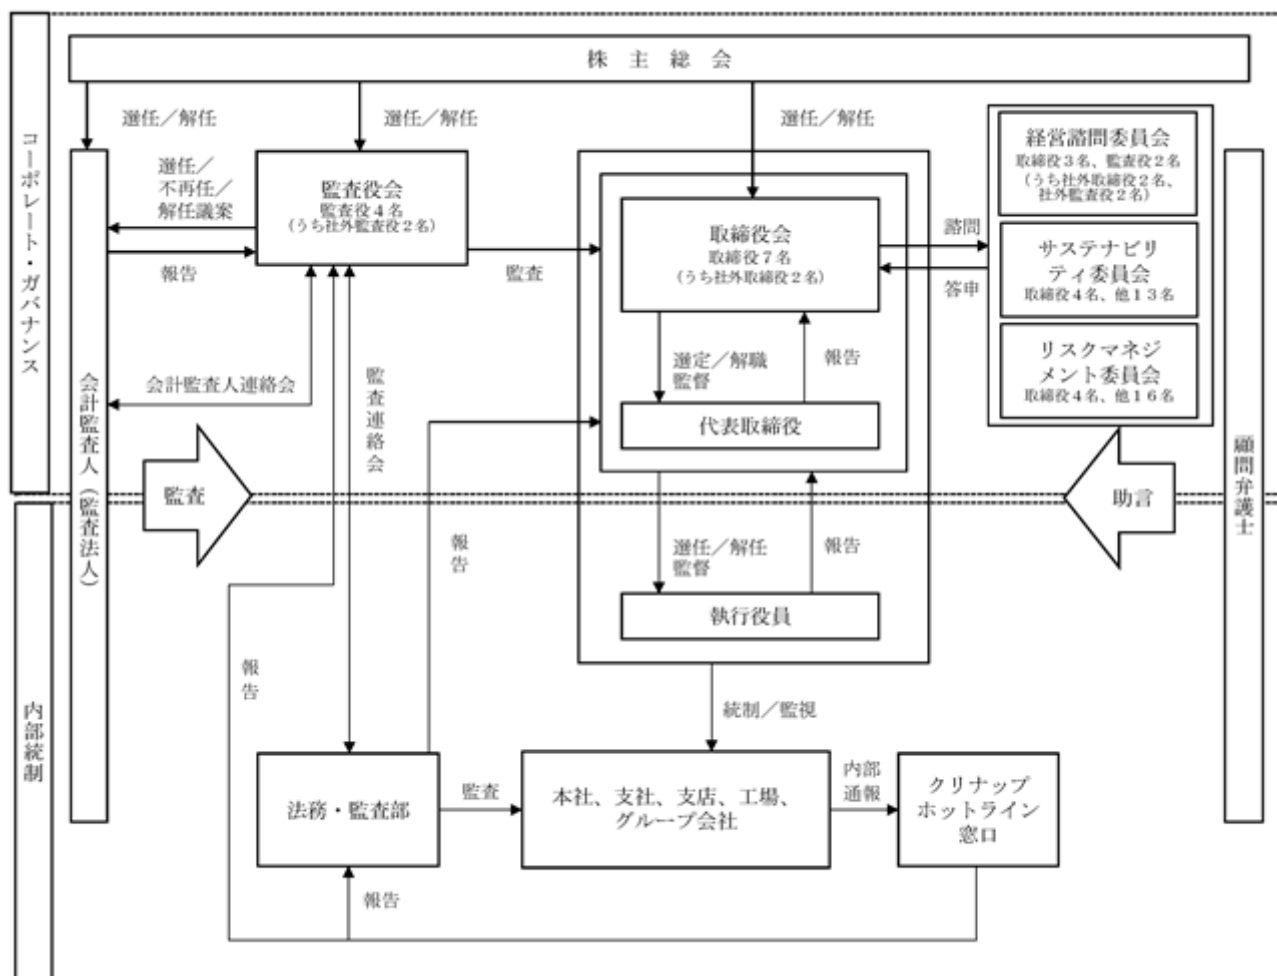 コーポレート・ガバナンス
内部統制
株主総会
選任／解任
選任／解任
選任／解任
会計監査人（監査法人）
選任／
不再任／
解任議案
報告
監査役会
監査役４名
（うち社外監査役２名）
監査
取締役会
取締役７名
（うち社外取締役２名）
諮問
答申
経営諮問委員会
取締役３名、監査役２名
（うち社外取締役２名、
社外監査役２名）
サステナビリ
ティ委員会
取締役４名、他１３名
リスクマネジ
メント委員会
取締役４名、他１６名
顧問弁護士
会計監査人連絡会
監査連絡会
選定／解職
監督
報告
代表取締役
監査
助言
報告
選任／解任
監督
報告
執行役員
報告
統制／監視
法務・監査部
監査
本社、支社、支店、工場、
グループ会社
内部
通報
クリナップ
ホットライン
窓口
報告